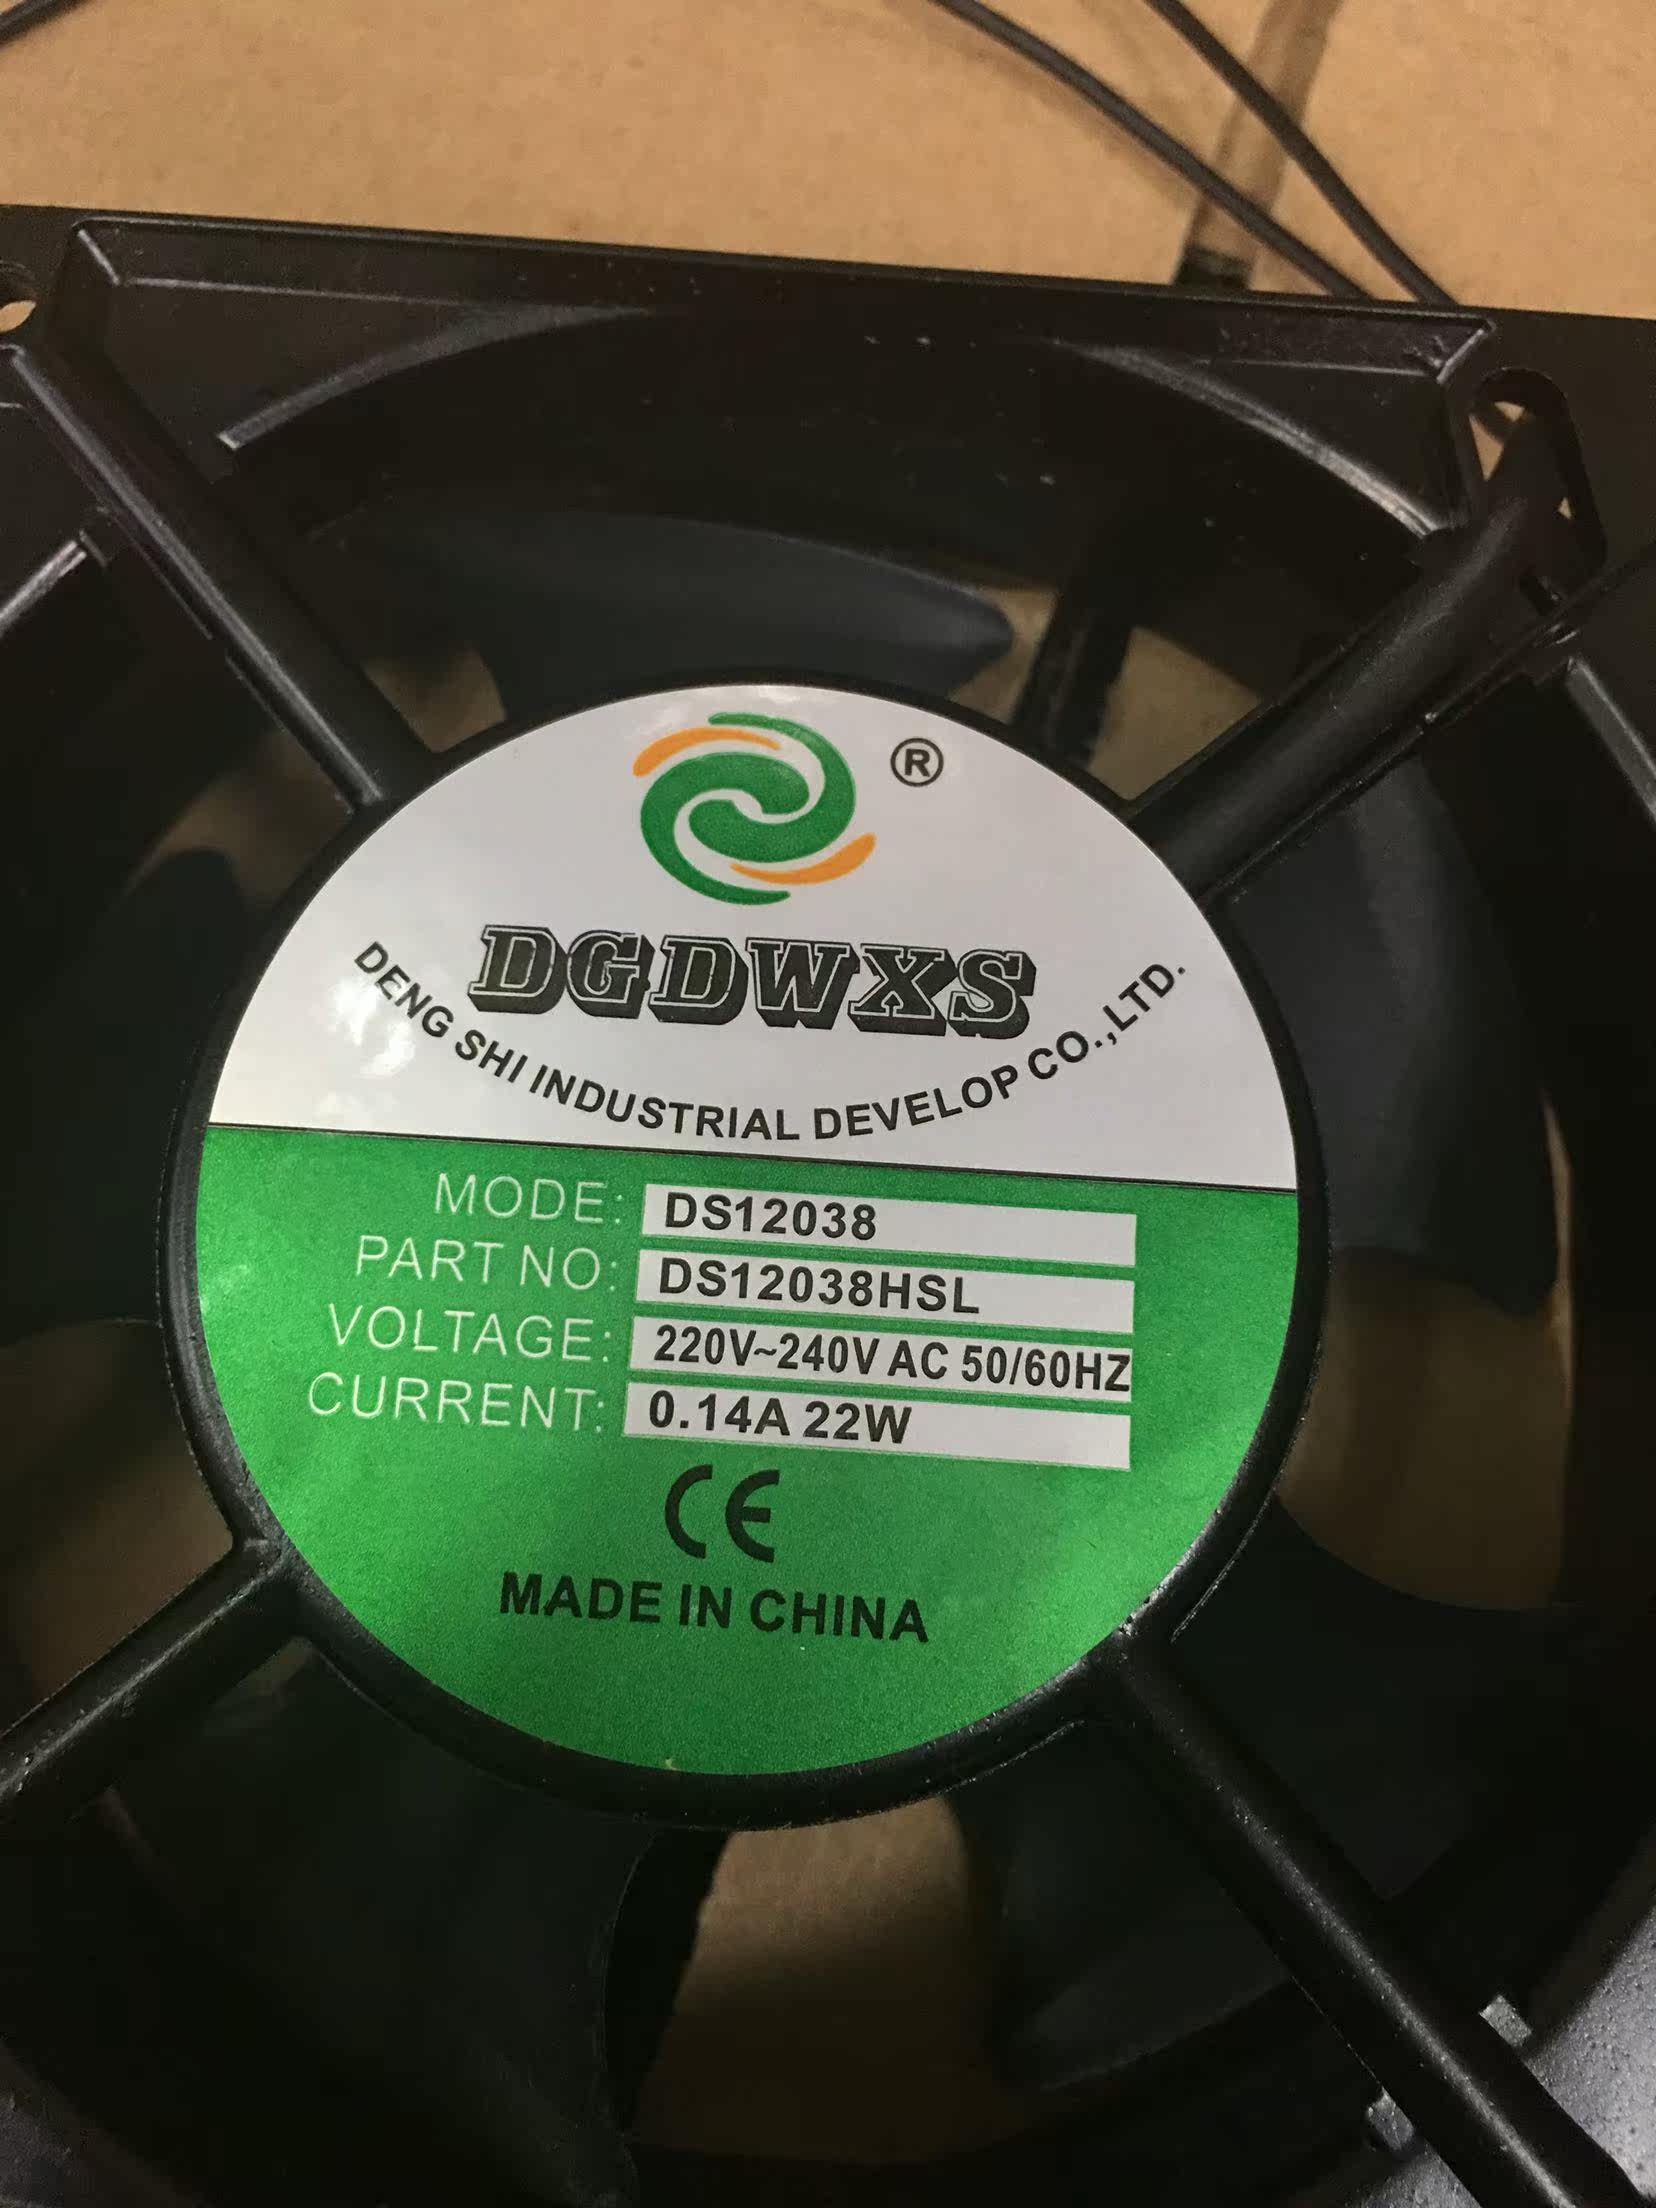 ®
DGDWXS
DENG SHI INDUSTRIAL DEVELOP CO.,LTD.
MODE: DS12038
PART NO: DS12038HSL
VOLTAGE: 220V~240V AC 50/60HZ
CURRENT: 0.14A 22W
CE
MADE IN CHINA